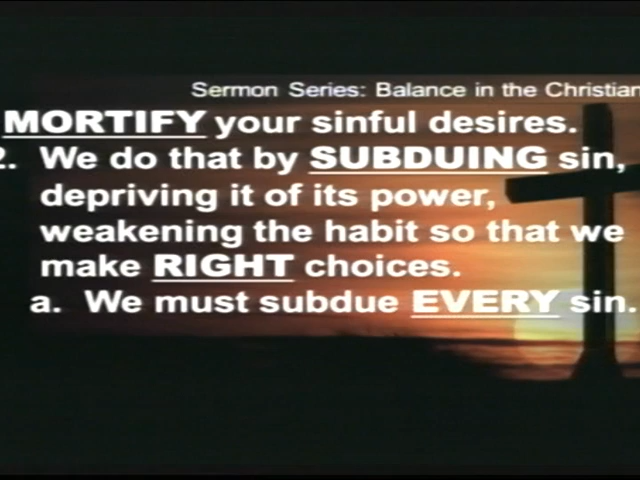 Sermon Series: Balance in the Christian
MORTIFY your sinful desires.
2. We do that by SUBDUING sin,
depriving it of its power,
weakening the habit so that we
make RIGHT choices.
a. We must subdue EVERY sin.